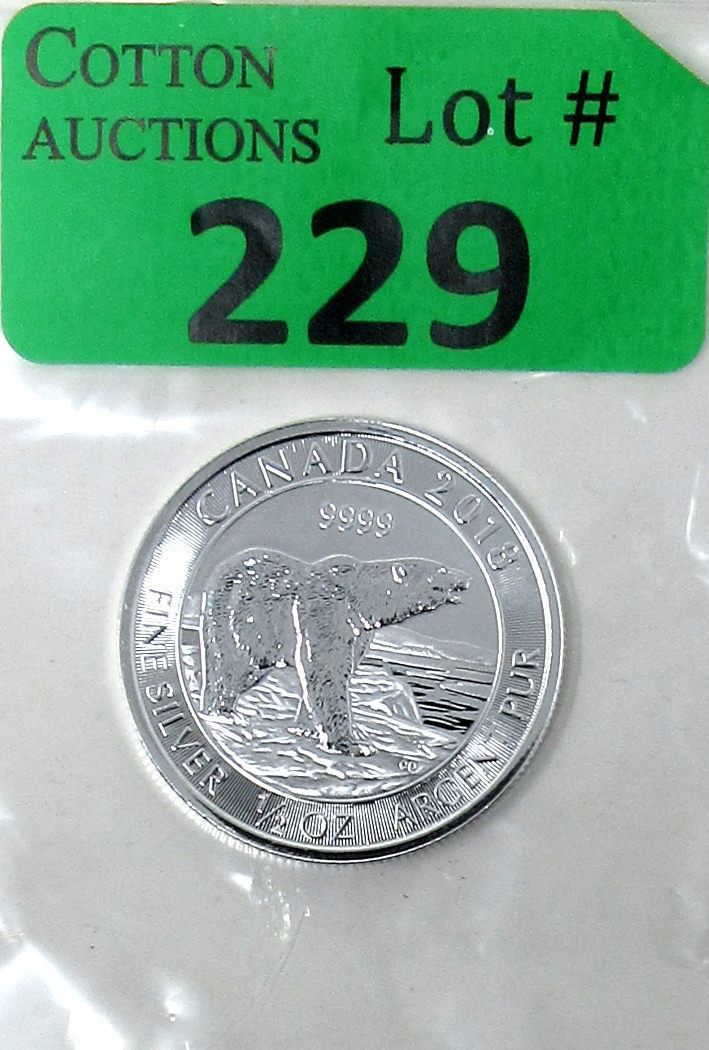 COTTON
AUCTIONS
Lot #
229
CANADA 2018
9999
FINE SILVER 1/2 OZ ARGENT PUR